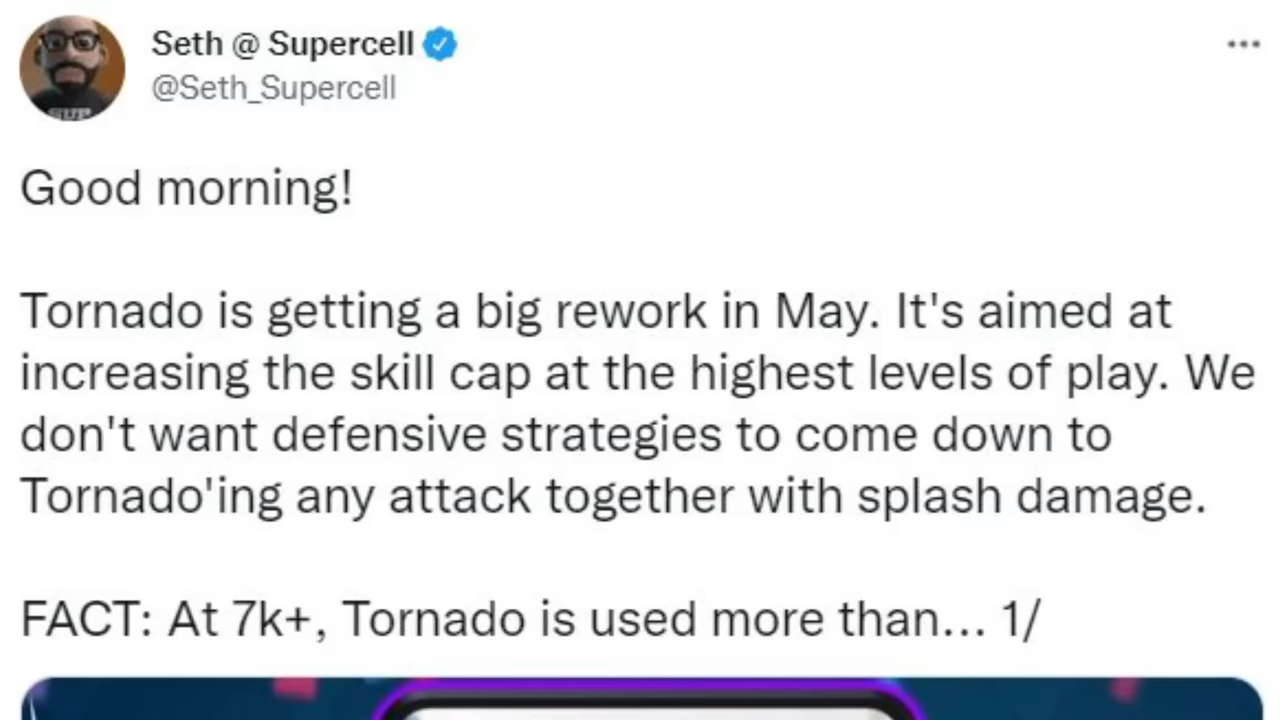 Seth @ Supercell
@Seth_Supercell
Good morning!
Tornado is getting a big rework in May. It's aimed at
increasing the skill cap at the highest levels of play. We
don't want defensive strategies to come down to
Tornado'ing any attack together with splash damage.
FACT: At 7k+, Tornado is used more than... 1/